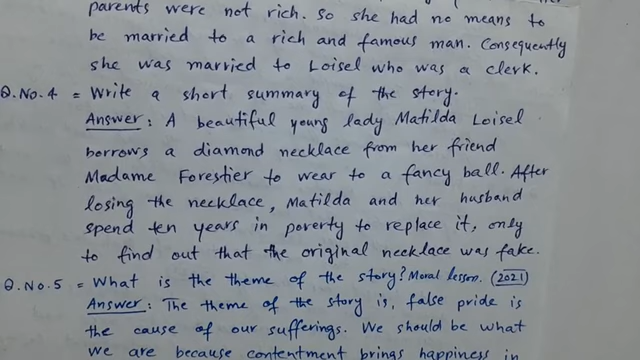 parents were not rich. So she had no means to
be married to a rich and famous man. Consequently
she was married to Loisel who was a clerk.
Q.No.4 = Write a short summary of the story.
Answer: A beautiful young lady Matilda Loisel
borrows a diamond necklace from her friend
Madame Forestier to wear to a fancy ball. After
losing the necklace, Matilda and her husband
spend ten years in poverty to replace it, only
to find out that the original necklace was fake.
Q.No.5 = What is the theme of the story? Moral lesson. (2021)
Answer: The theme of the story is, false pride is
the cause of our sufferings. We should be what
we are because contentment brings happiness in